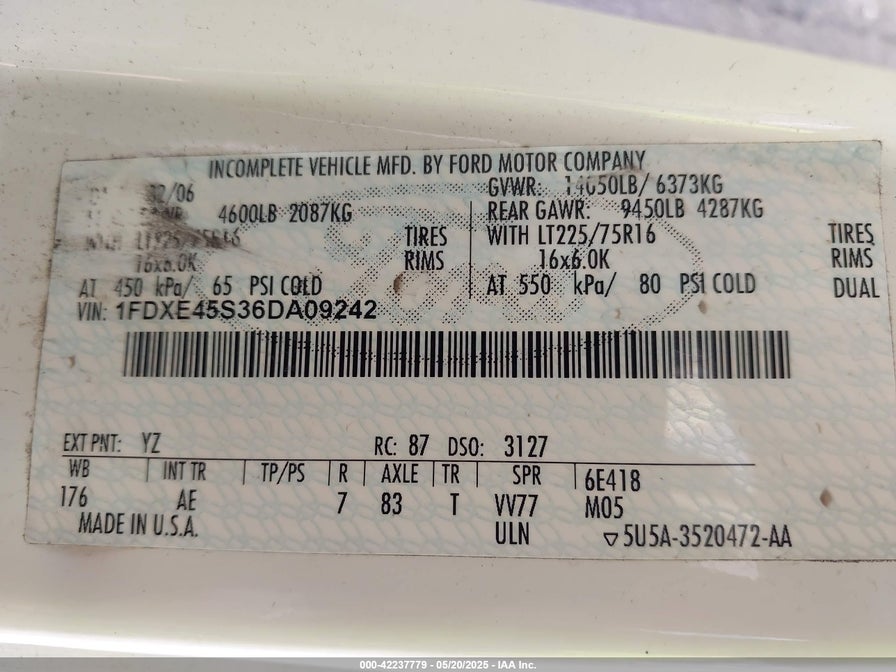 INCOMPLETE VEHICLE MFD. BY FORD MOTOR COMPANY
/06 GVWR: 14050LB/ 6373KG
4600LB 2087KG REAR GAWR: 9450LB 4287KG
TIRES WITH LT225/75R16 TIRES
16x6.0K RIMS 16x6.0K RIMS
AT 450 kPa/ 65 PSI COLD AT 550 kPa/ 80 PSI COLD DUAL
VIN: 1FDXE45S36DA09242
EXT PNT: YZ RC: 87 DSO: 3127
WB INT TR TP/PS R AXLE TR SPR 6E418
176 AE 7 83 T VV77 M05
MADE IN U.S.A. ULN ▽5U5A-3520472-AA
000-42237779 - 05/20/2025 - IAA Inc.